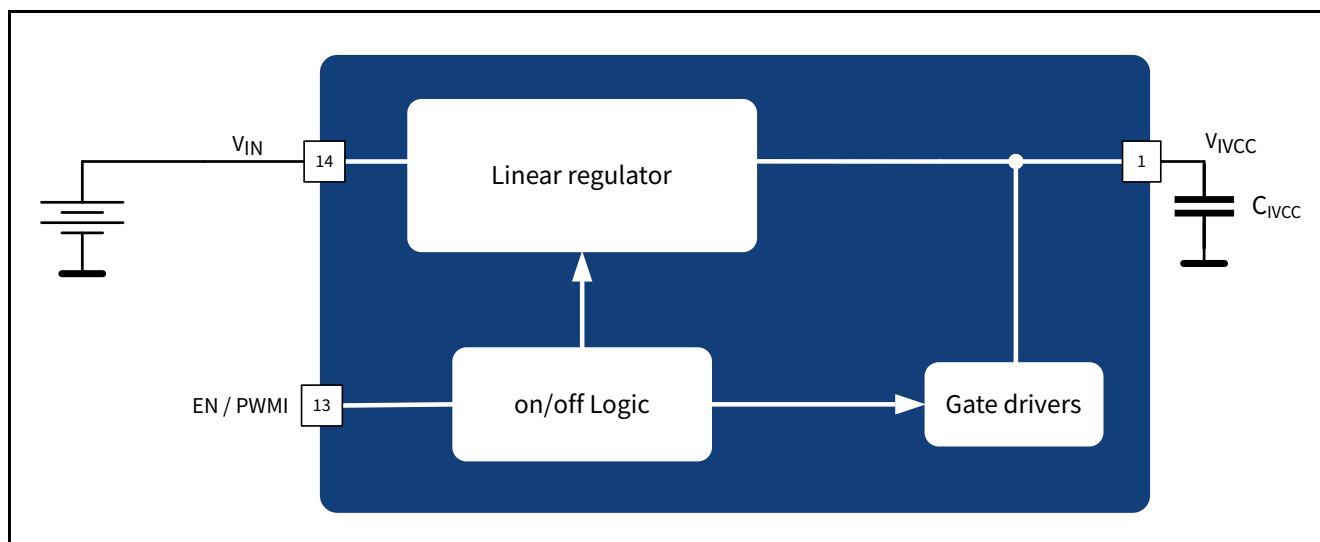 VIN
14
Linear regulator
1
VIVCC
CIVCC
EN / PWMI
13
on/off Logic
Gate drivers